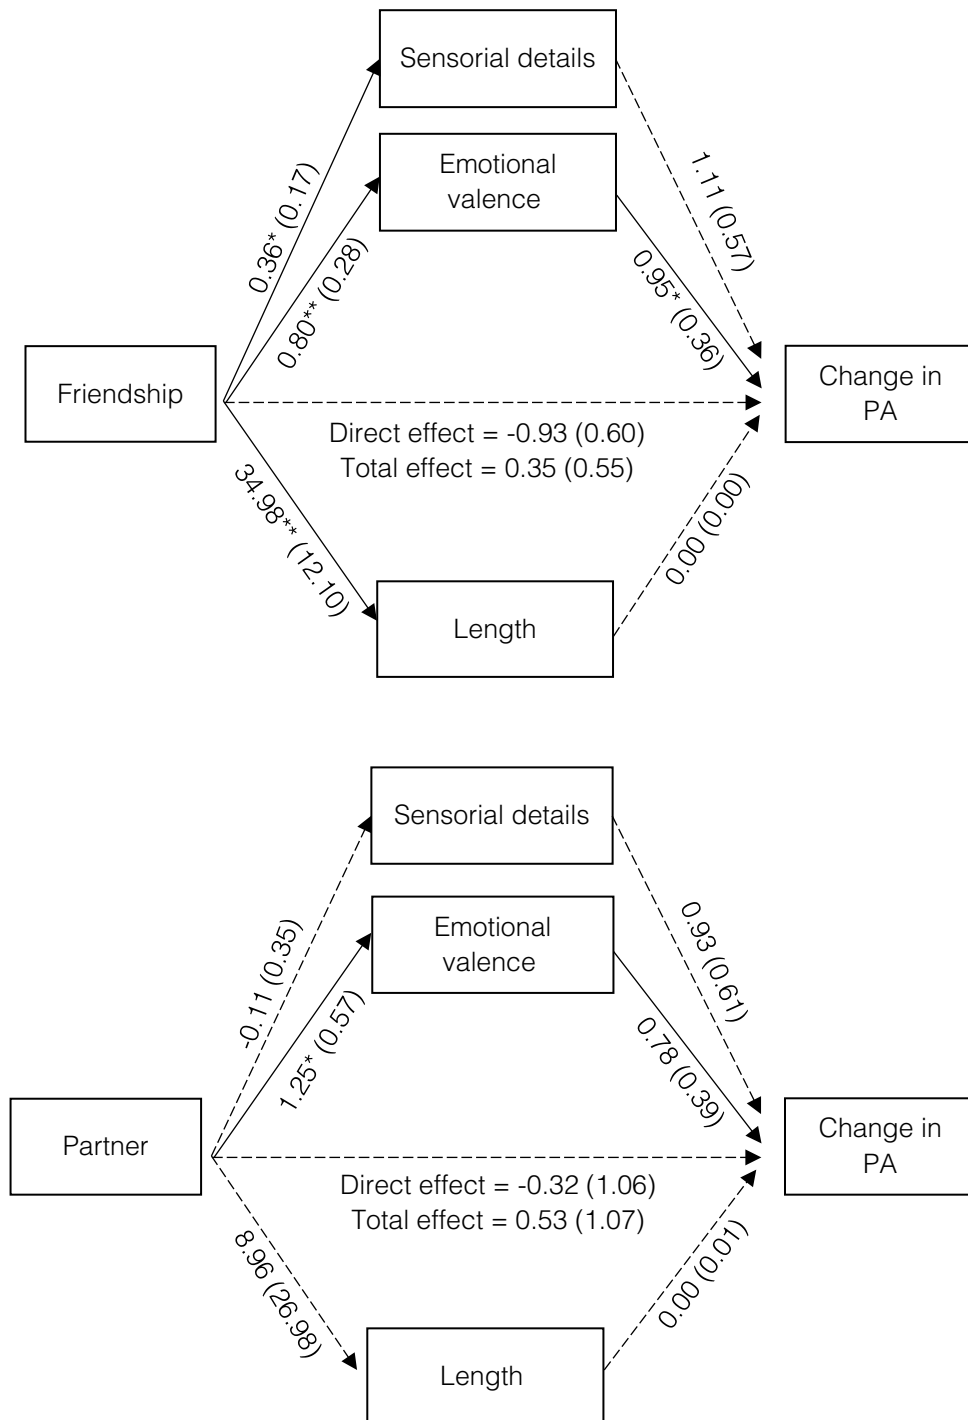 Sensorial details
0.36* (0.17)
1.11 (0.57)
Emotional
valence
0.80** (0.28)
0.95* (0.36)
Friendship
Change in
PA
Direct effect = -0.93 (0.60)
Total effect = 0.35 (0.55)
34.98** (12.10)
0.00 (0.00)
Length
Sensorial details
-0.11 (0.35)
0.93 (0.61)
Emotional
valence
1.25* (0.57)
0.78 (0.39)
Partner
Change in
PA
Direct effect = -0.32 (1.06)
Total effect = 0.53 (1.07)
8.96 (26.98)
0.00 (0.01)
Length